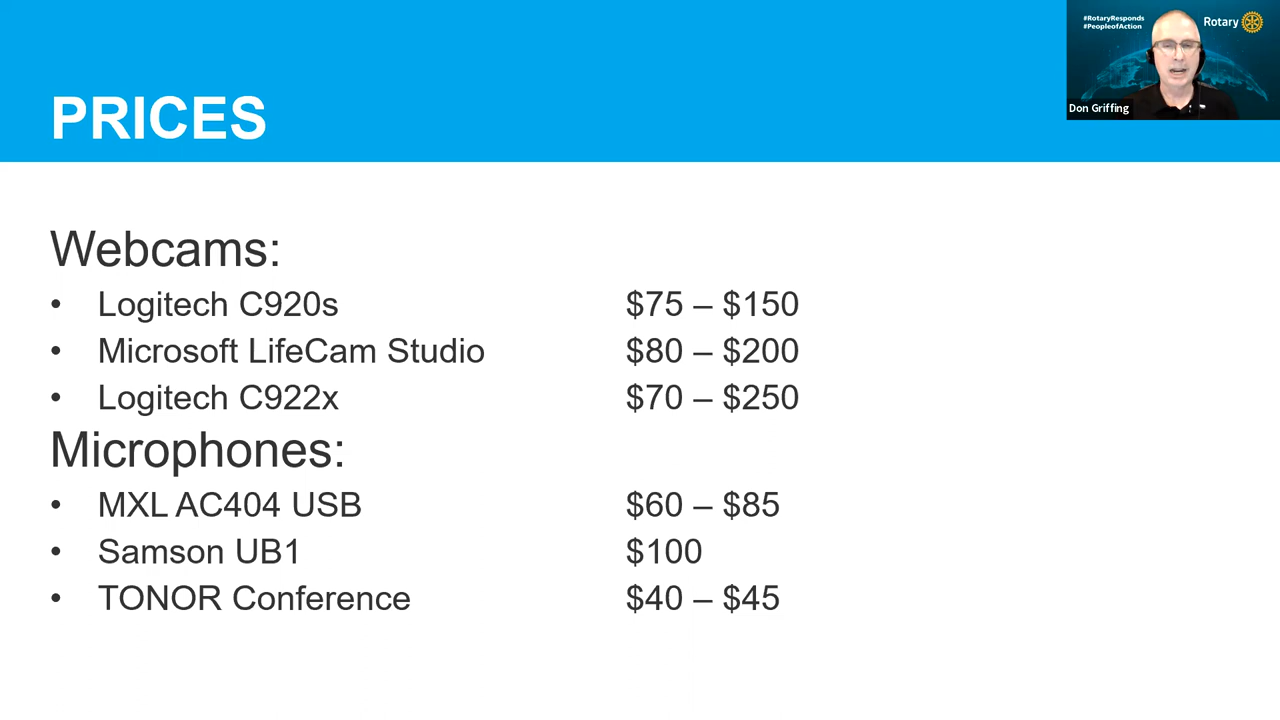 #RotaryResponds
#PeopleofAction
Rotary
Don Griffing
PRICES
Webcams:
• Logitech C920s $75 – $150
• Microsoft LifeCam Studio $80 – $200
• Logitech C922x $70 – $250
Microphones:
• MXL AC404 USB $60 – $85
• Samson UB1 $100
• TONOR Conference $40 – $45